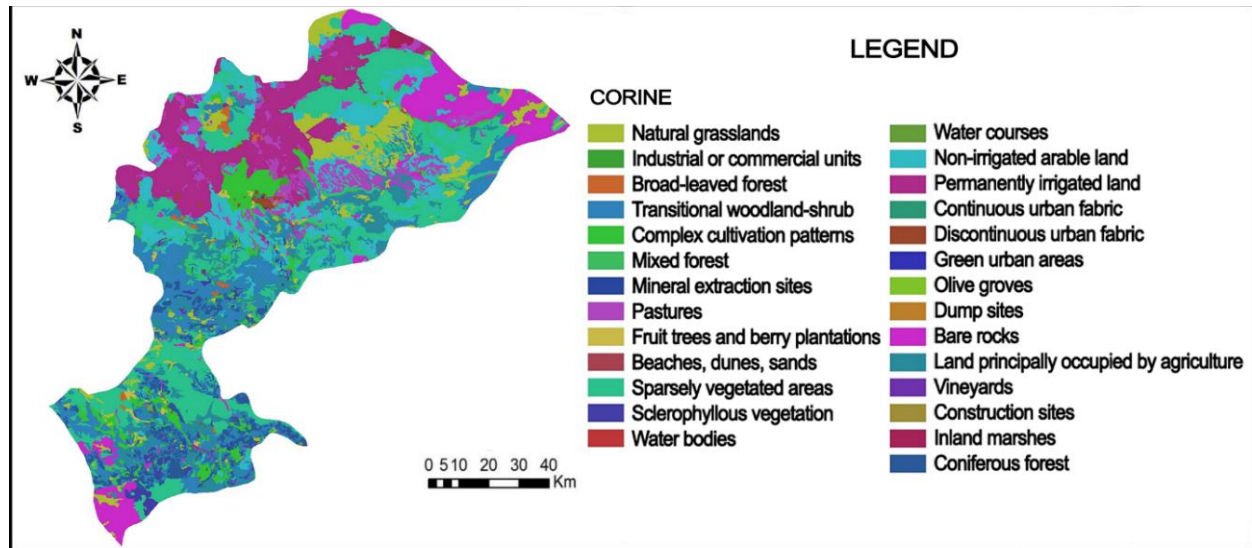 N
W E
S
LEGEND
CORINE
Natural grasslands
Industrial or commercial units
Broad-leaved forest
Transitional woodland-shrub
Complex cultivation patterns
Mixed forest
Mineral extraction sites
Pastures
Fruit trees and berry plantations
Beaches, dunes, sands
Sparsely vegetated areas
Sclerophyllous vegetation
Water bodies
Water courses
Non-irrigated arable land
Permanently irrigated land
Continuous urban fabric
Discontinuous urban fabric
Green urban areas
Olive groves
Dump sites
Bare rocks
Land principally occupied by agriculture
Vineyards
Construction sites
Inland marshes
Coniferous forest
0 5 10 20 30 40
Km